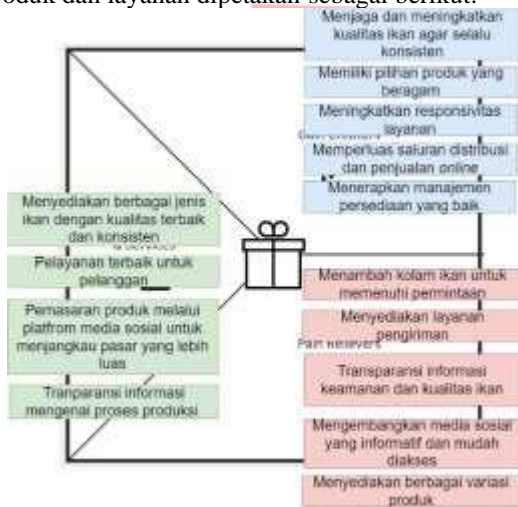 oduk dan layanan dipetakan sebagai berikut:
Menjaga dan meningkatkan
kualitas ikan agar selalu
konsisten
Memiliki pilihan produk yang
beragam
Meningkatkan responsivitas
layanan
Memperluas saluran distribusi
dan penjualan online
Menerapkan manajemen
persediaan yang baik
Menyediakan berbagai jenis
ikan dengan kualitas terbaik
dan konsisten
Pelayanan terbaik untuk
pelanggan
Pemasaran produk melalui
platfrom media sosial untuk
menjangkau pasar yang lebih
luas
Tranparansi informasi
mengenai proses produksi
Menambah kolam ikan untuk
memenuhi permintaan
Menyediakan layanan
pengiriman
Pain Relievers
Transparansi informasi
keamanan dan kualitas ikan
Mengembangkan media sosial
yang informatif dan mudah
diakses
Menyediakan berbagai variasi
produk